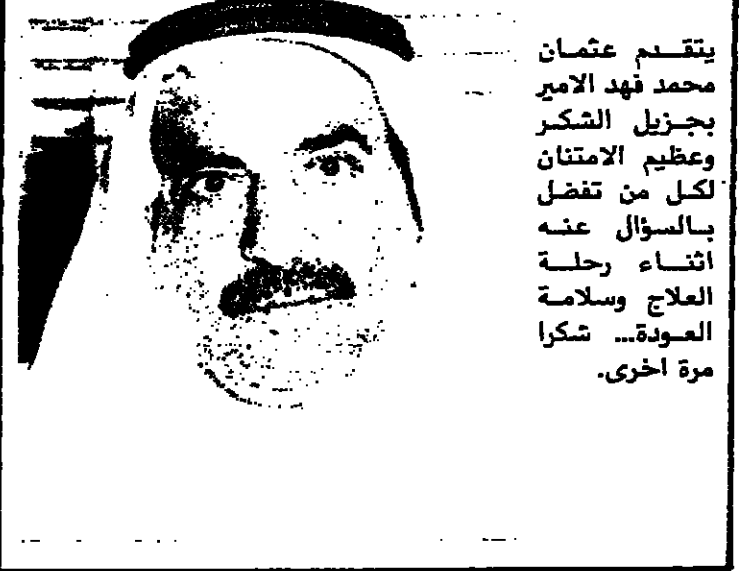 يتقدم عثمان
محمد فهد الامير
بجزيل الشكر
وعظيم الامتنان
لكل من تفضل
بالسؤال عنه
اثناء رحلة
العلاج وسلامة
العودة... شكرا
مرة اخرى.